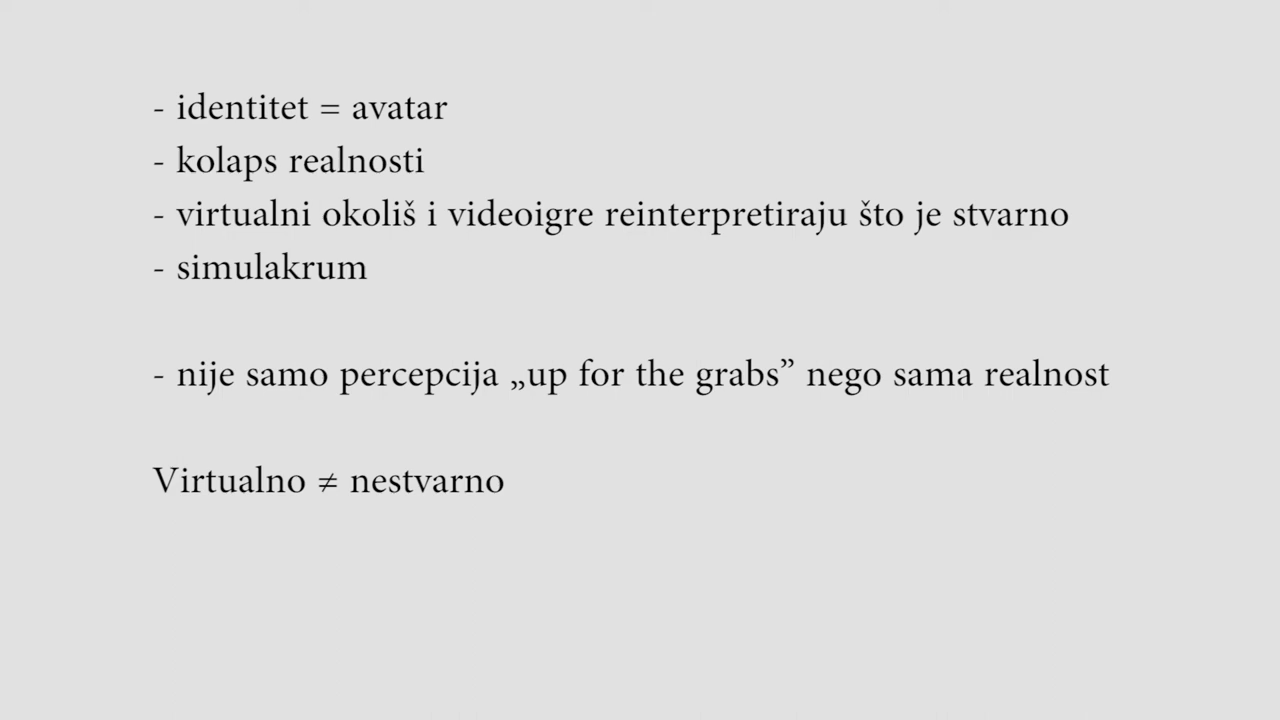 - identitet = avatar
- kolaps realnosti
- virtualni okoliš i videoigre reinterpretiraju što je stvarno
- simulakrum
- nije samo percepcija „up for the grabs” nego sama realnost
Virtualno ≠ nestvarno